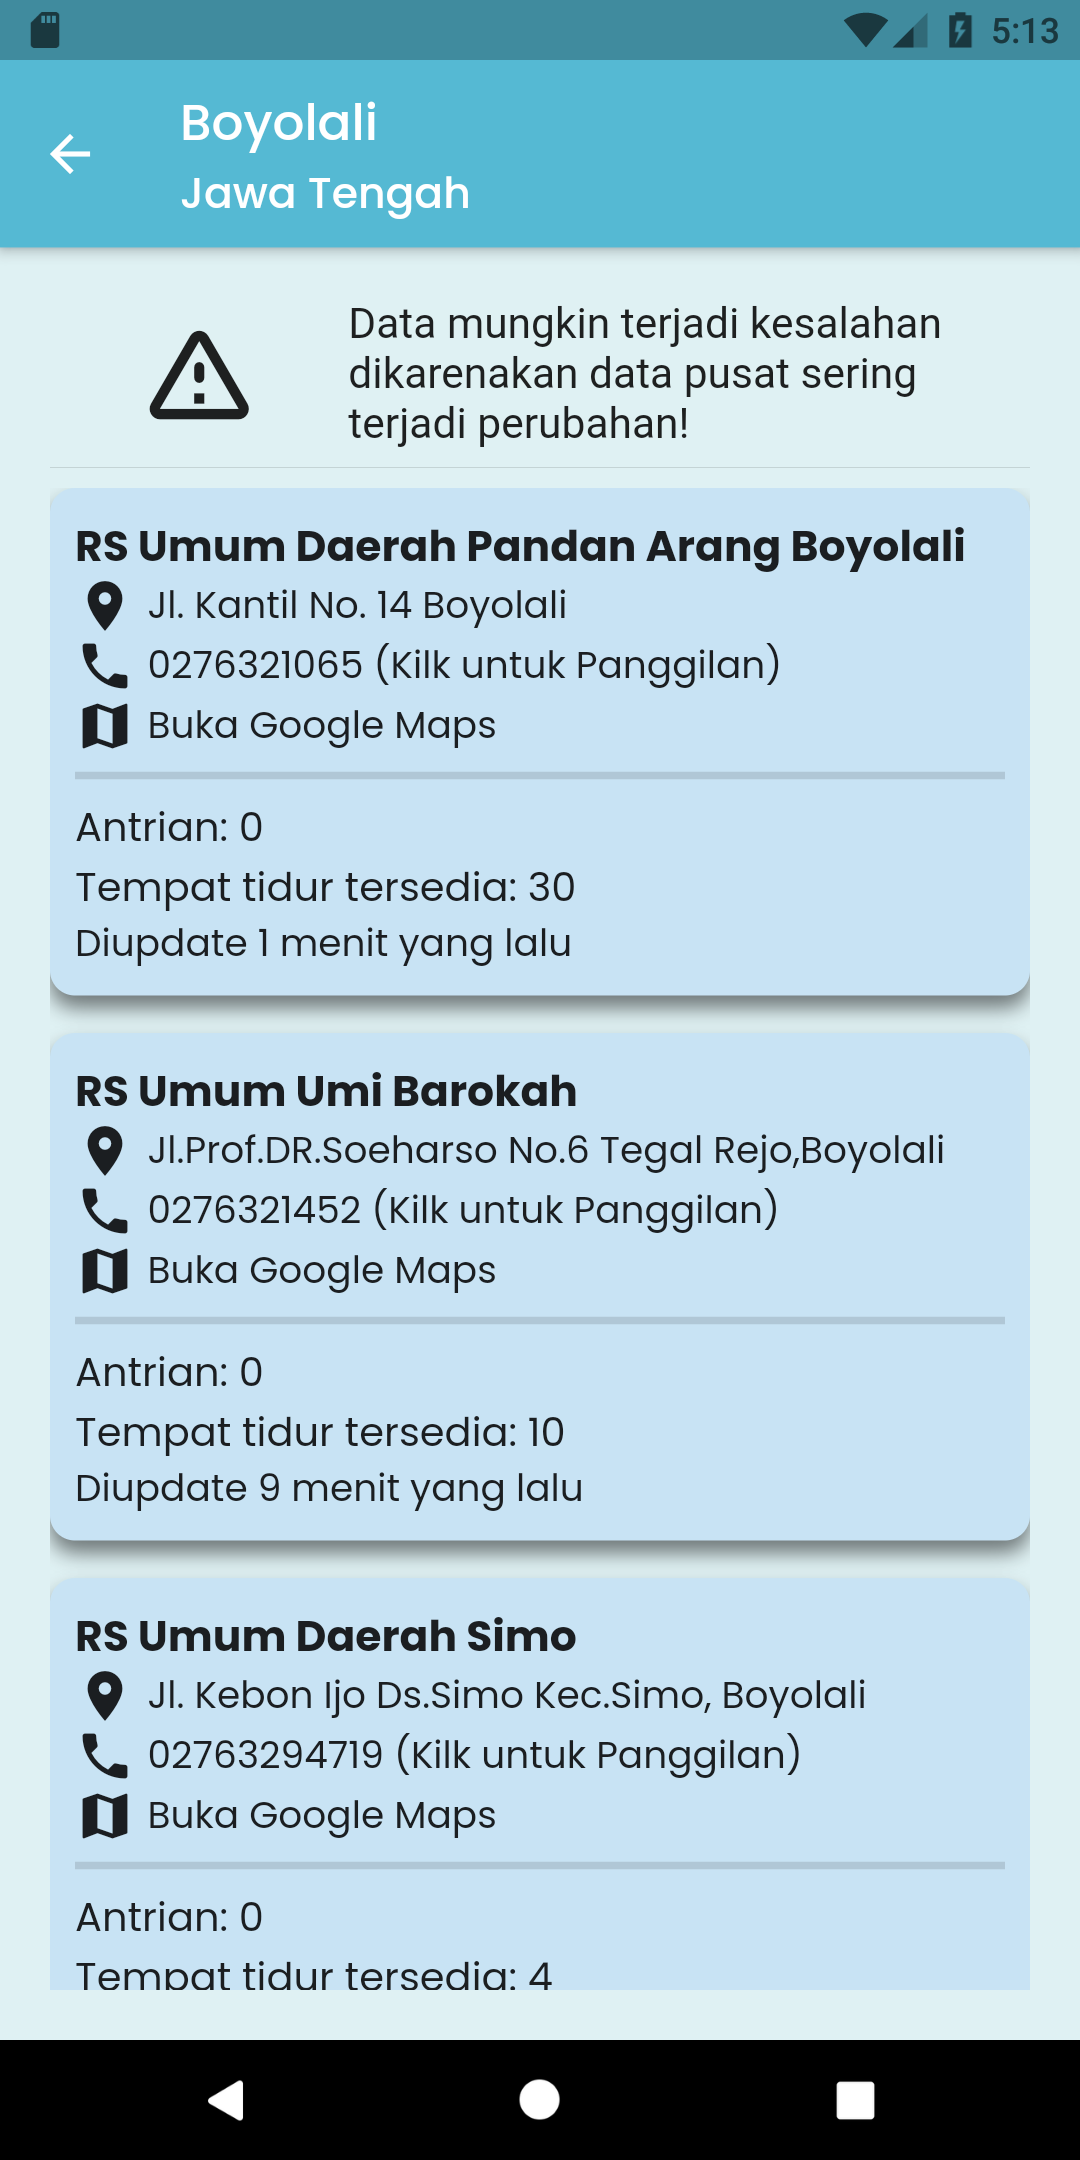 5:13
Boyolali
Jawa Tengah
Data mungkin terjadi kesalahan
dikarenakan data pusat sering
terjadi perubahan!
RS Umum Daerah Pandan Arang Boyolali
Jl. Kantil No. 14 Boyolali
0276321065 (Kilk untuk Panggilan)
Buka Google Maps
Antrian: 0
Tempat tidur tersedia: 30
Diupdate 1 menit yang lalu
RS Umum Umi Barokah
Jl.Prof.DR.Soeharso No.6 Tegal Rejo,Boyolali
0276321452 (Kilk untuk Panggilan)
Buka Google Maps
Antrian: 0
Tempat tidur tersedia: 10
Diupdate 9 menit yang lalu
RS Umum Daerah Simo
Jl. Kebon Ijo Ds.Simo Kec.Simo, Boyolali
02763294719 (Kilk untuk Panggilan)
Buka Google Maps
Antrian: 0
Tempat tidur tersedia: 4